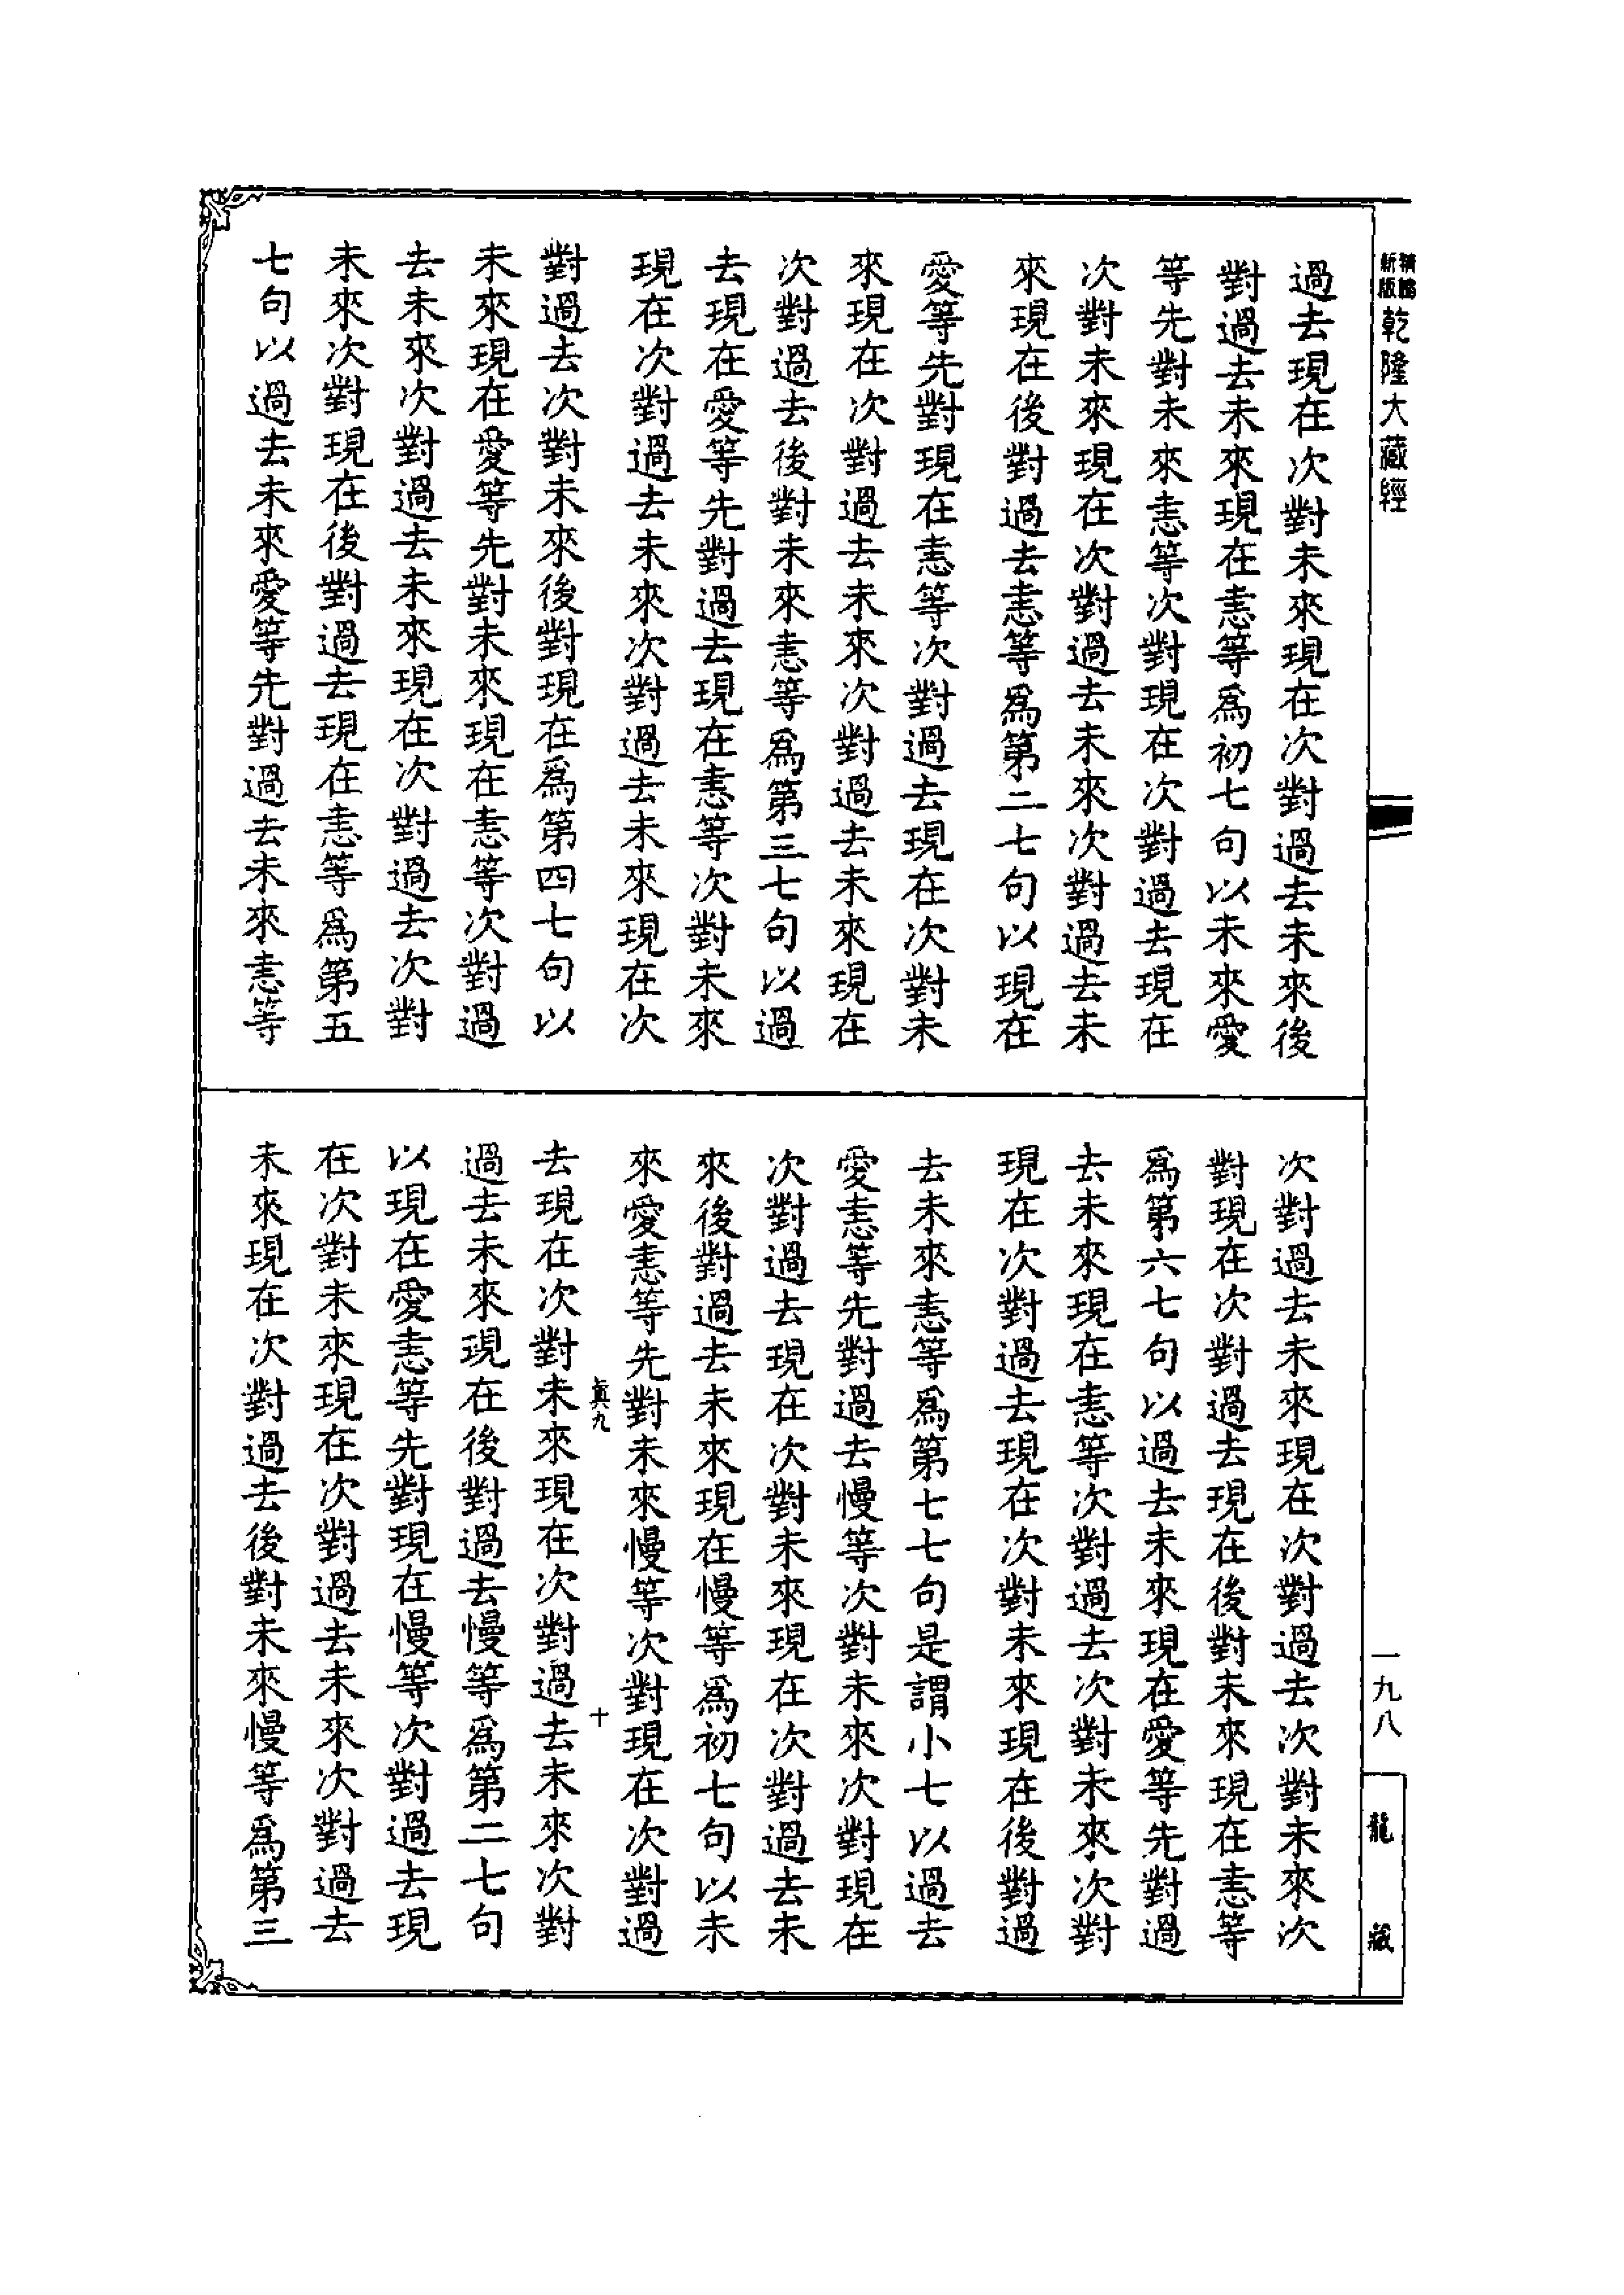 新版
乾隆大藏經
過去現在次對未來現在次對過去未來後
對過去未來現在恚等爲初七句以未來愛
等先對未來恚等次對現在次對過去現在
次對未來現在次對過去未來次對過去未
來現在後對過去恚等爲第二七句以現在
愛等先對現在恚等次對過去現在次對未
來現在次對過去未來次對過去未來現在
次對過去後對未來恚等爲第三七句以過
去現在愛等先對過去現在恚等次對未來
現在次對過去未來次對過去未來現在次
對過去次對未來後對現在爲第四七句以
未來現在愛等先對未來現在恚等次對過
去未來次對過去未來現在次對過去次對
未來次對現在後對過去現在恚等爲第五
七句以過去未來愛等先對過去未來恚等
次對過去未來現在次對過去次對未來次
對現在次對過去現在後對未來現在恚等
爲第六七句以過去未來現在愛等先對過
去未來現在恚等次對過去次對未來次對
現在次對過去現在次對未來現在後對過
去未來恚等爲第七七句是謂小七以過去
愛恚等先對過去慢等次對未來次對現在
次對過去現在次對未來現在次對過去未
來後對過去未來現在慢等爲初七句以未
來愛恚等先對未來慢等次對現在次對過
真九
十
去現在次對未來現在次對過去未來次對
過去未來現在後對過去慢等爲第二七句
以現在愛恚等先對現在慢等次對過去現
在次對未來現在次對過去未來次對過去
未來現在次對過去後對未來慢等爲第三
一九八
龍藏